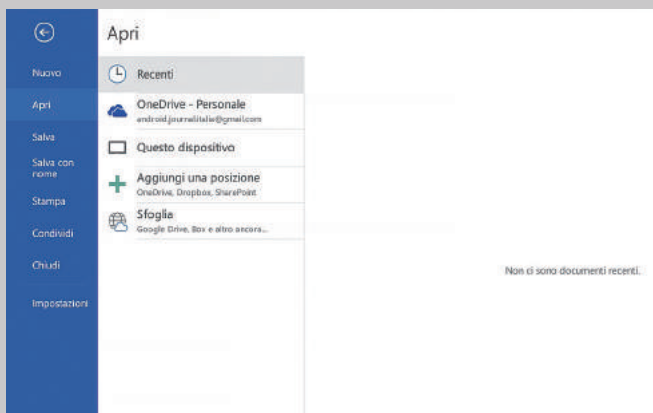 Apri
Nuovo
Apri
Salva
Salva con
nome
Stampa
Condividi
Chiudi
Impostazioni
Recenti
OneDrive - Personale
android.journalitalia@gmail.com
Questo dispositivo
Aggiungi una posizione
OneDrive, Dropbox, SharePoint
Sfoglia
Google Drive, Box e altro ancora...
Non ci sono documenti recenti.